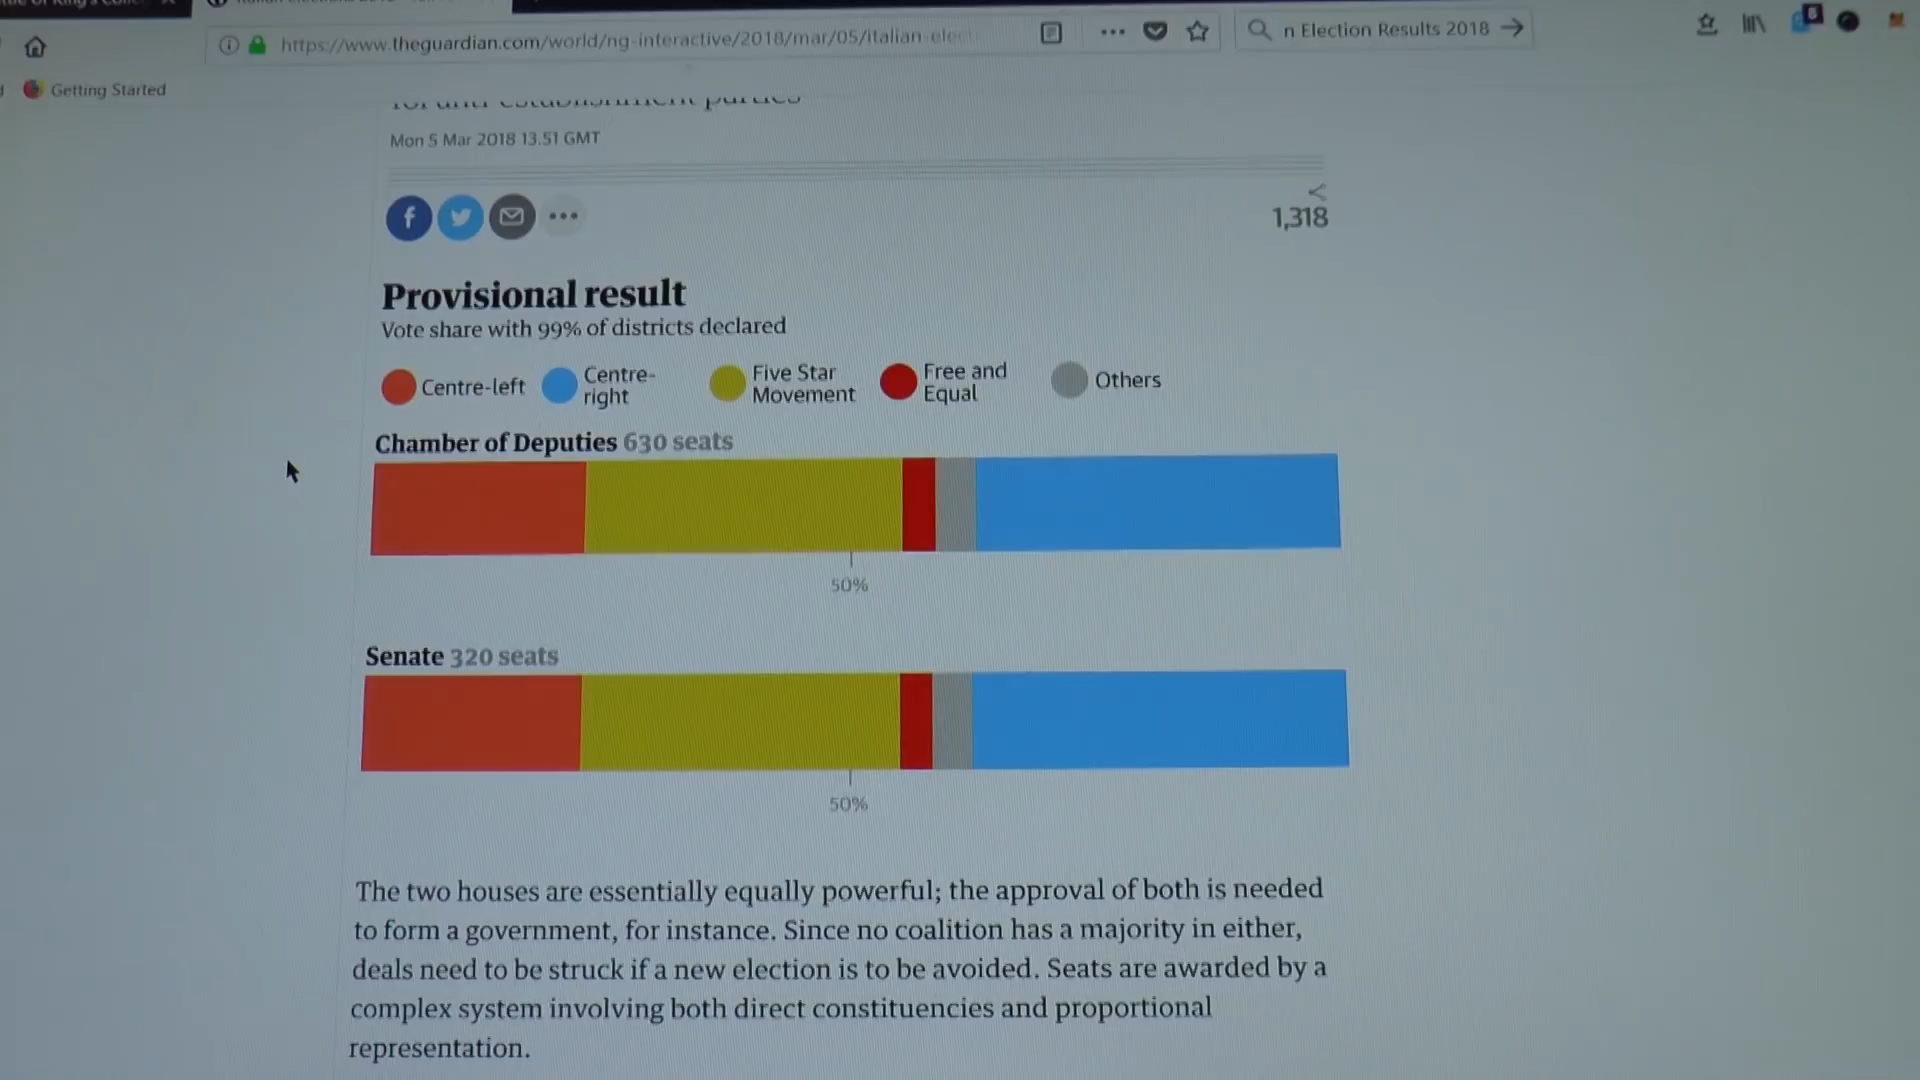 https://www.theguardian.com/world/ng-interactive/2018/mar/05/italian-elec
n Election Results 2018
6
Getting Started
for anti establishment parties
Mon 5 Mar 2018 13.51 GMT
1,318
Provisional result
Vote share with 99% of districts declared
Centre-left
Centre-
right
Five Star
Movement
Free and
Equal
Others
Chamber of Deputies 630 seats
50%
Senate 320 seats
50%
The two houses are essentially equally powerful; the approval of both is needed
to form a government, for instance. Since no coalition has a majority in either,
deals need to be struck if a new election is to be avoided. Seats are awarded by a
complex system involving both direct constituencies and proportional
representation.